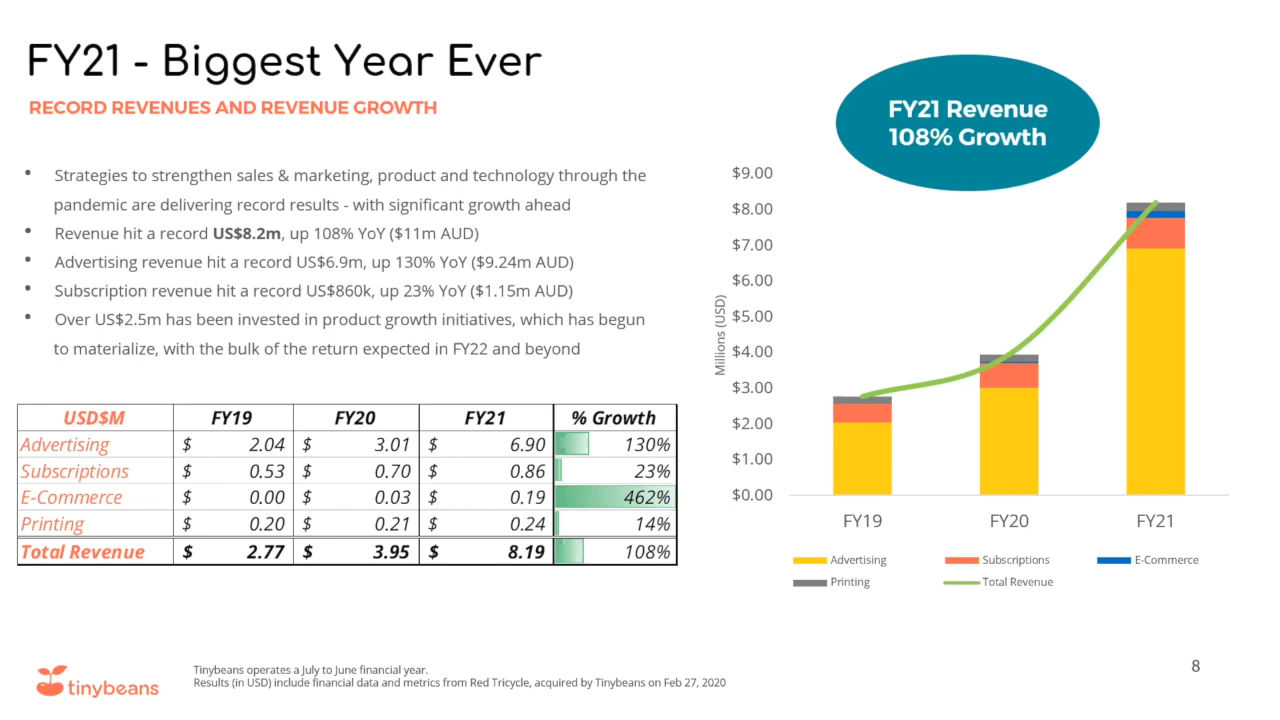 FY21 - Biggest Year Ever
RECORD REVENUES AND REVENUE GROWTH
• Strategies to strengthen sales & marketing, product and technology through the
pandemic are delivering record results - with significant growth ahead
• Revenue hit a record US$8.2m, up 108% YoY ($11m AUD)
• Advertising revenue hit a record US$6.9m, up 130% YoY ($9.24m AUD)
• Subscription revenue hit a record US$860k, up 23% YoY ($1.15m AUD)
• Over US$2.5m has been invested in product growth initiatives, which has begun
to materialize, with the bulk of the return expected in FY22 and beyond
USD$M FY19 FY20 FY21 % Growth
Advertising $ 2.04 $ 3.01 $ 6.90 130%
Subscriptions $ 0.53 $ 0.70 $ 0.86 23%
E-Commerce $ 0.00 $ 0.03 $ 0.19 462%
Printing $ 0.20 $ 0.21 $ 0.24 14%
Total Revenue $ 2.77 $ 3.95 $ 8.19 108%
FY21 Revenue
108% Growth
Millions (USD)
$9.00
$8.00
$7.00
$6.00
$5.00
$4.00
$3.00
$2.00
$1.00
$0.00
FY19 FY20 FY21
Advertising Subscriptions E-Commerce
Printing Total Revenue
tinybeans
Tinybeans operates a July to June financial year.
Results (in USD) include financial data and metrics from Red Tricycle, acquired by Tinybeans on Feb 27, 2020
8